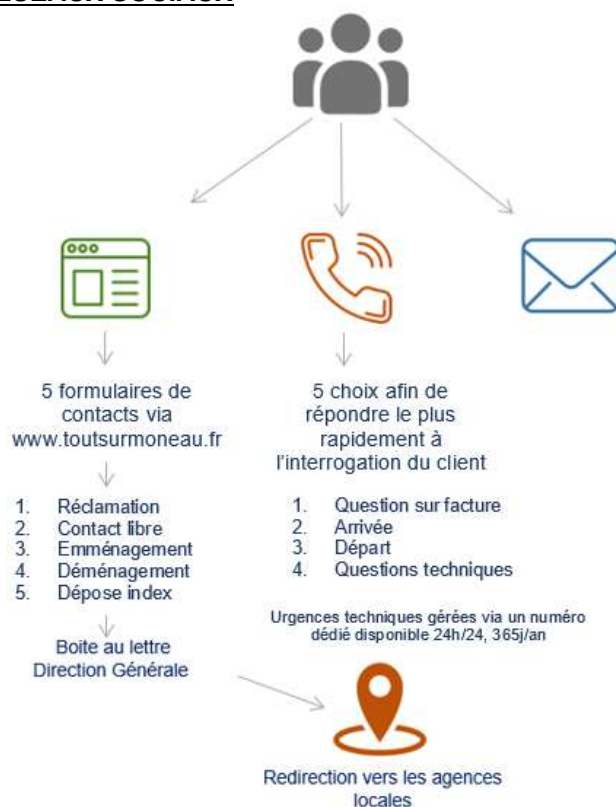 5 formulaires de
contacts via
www.toutsurmoneau.fr
1. Réclamation
2. Contact libre
3. Emménagement
4. Déménagement
5. Dépose index
Boite au lettre
Direction Générale
5 choix afin de
répondre le plus
rapidement à
l'interrogation du client
1. Question sur facture
2. Arrivée
3. Départ
4. Questions techniques
Urgences techniques gérées via un numéro
dédié disponible 24h/24, 365j/an
Redirection vers les agences
locales